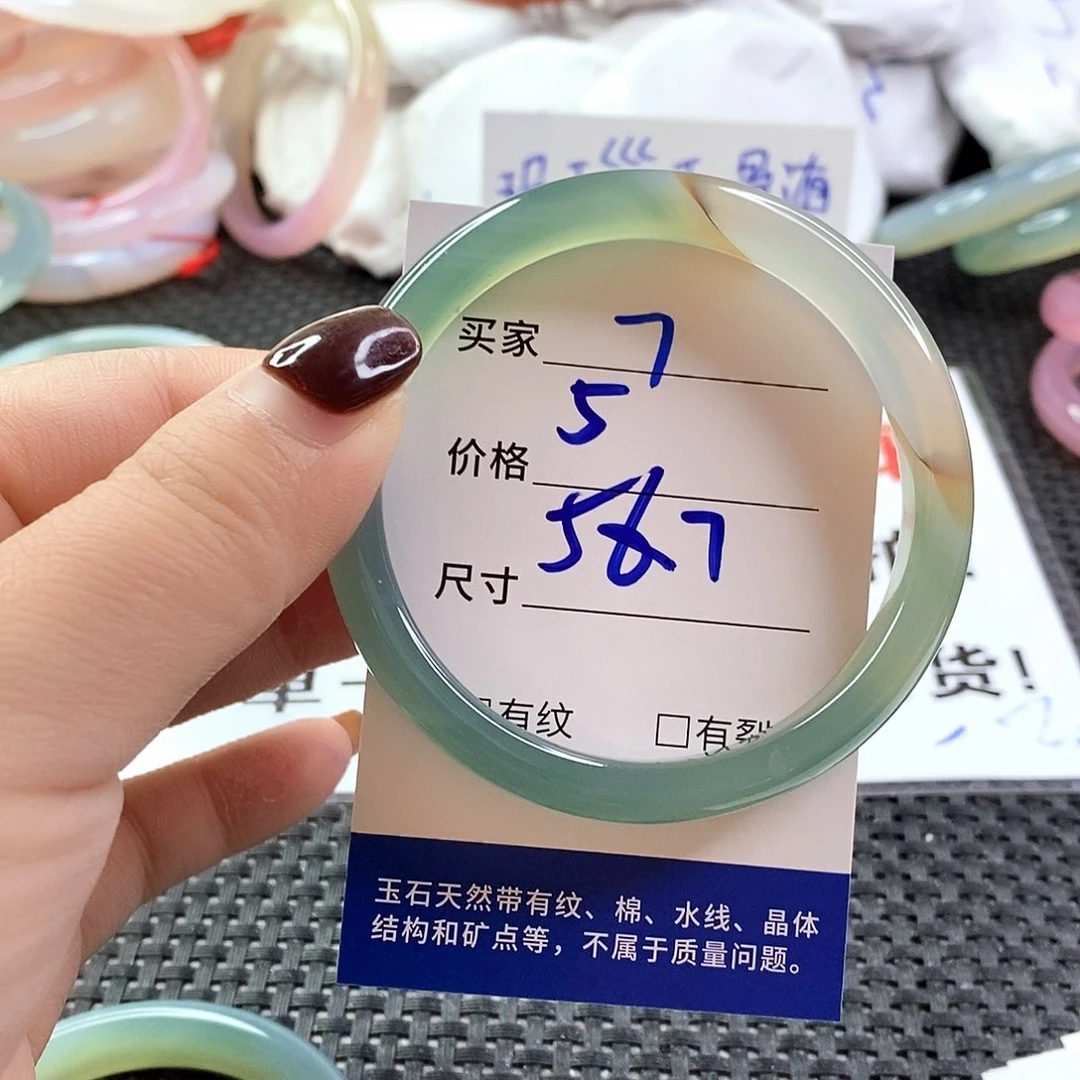 买家 7
5
价格
567
尺寸
有纹 □有裂
货!
玉石天然带有纹、棉、水线、晶体
结构和矿点等，不属于质量问题。